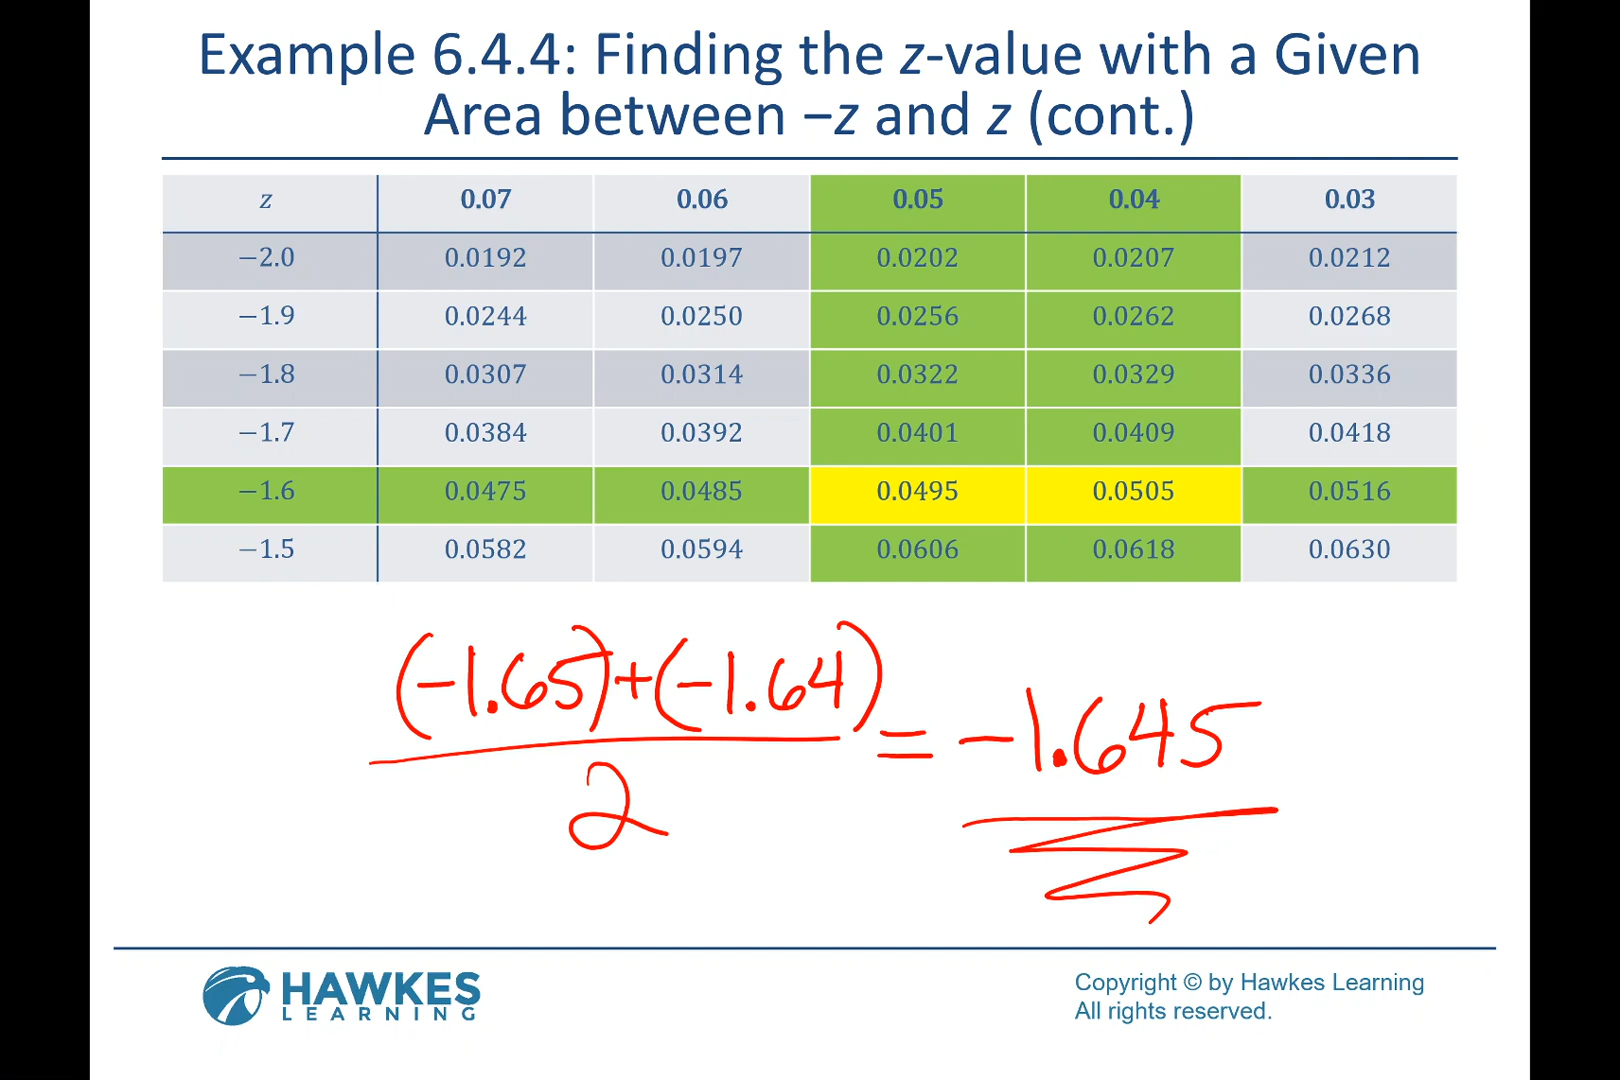 Example 6.4.4: Finding the z-value with a Given
Area between −z and z (cont.)
z 0.07 0.06 0.05 0.04 0.03
−2.0 0.0192 0.0197 0.0202 0.0207 0.0212
−1.9 0.0244 0.0250 0.0256 0.0262 0.0268
−1.8 0.0307 0.0314 0.0322 0.0329 0.0336
−1.7 0.0384 0.0392 0.0401 0.0409 0.0418
−1.6 0.0475 0.0485 0.0495 0.0505 0.0516
−1.5 0.0582 0.0594 0.0606 0.0618 0.0630
(-1.65)+(-1.64)
= -1.645
2
HAWKES
LEARNING
Copyright © by Hawkes Learning
All rights reserved.